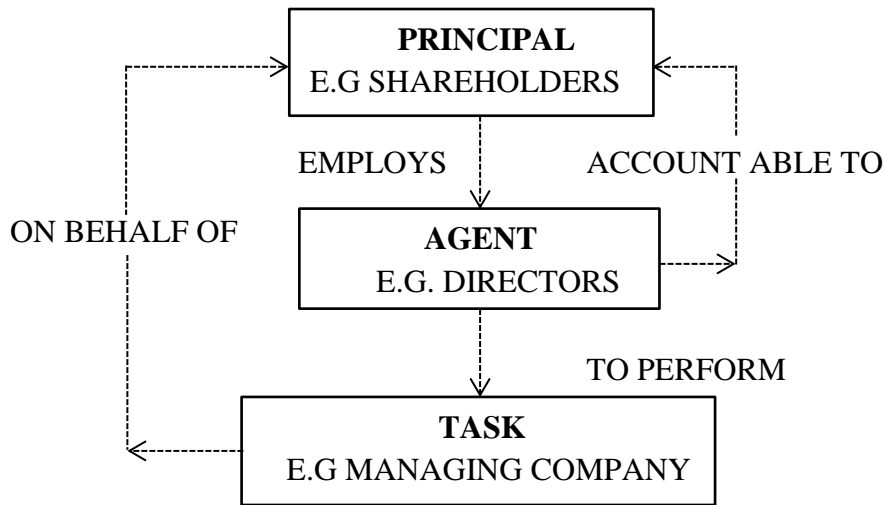 PRINCIPAL
E.G SHAREHOLDERS
EMPLOYS
ACCOUNT ABLE TO
ON BEHALF OF
AGENT
E.G. DIRECTORS
TO PERFORM
TASK
E.G MANAGING COMPANY